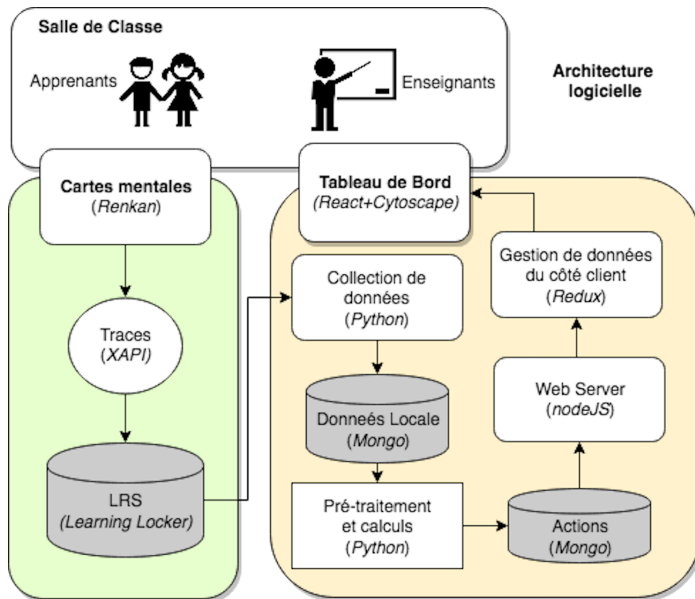 Salle de Classe
Apprenants
Enseignants
Architecture
logicielle
Cartes mentales
(Renkan)
Traces
(XAPI)
LRS
(Learning Locker)
Tableau de Bord
(React+Cytoscape)
Collection de
données
(Python)
Donneés Locale
(Mongo)
Pré-traitement
et calculs
(Python)
Actions
(Mongo)
Web Server
(nodeJS)
Gestion de données
du côté client
(Redux)